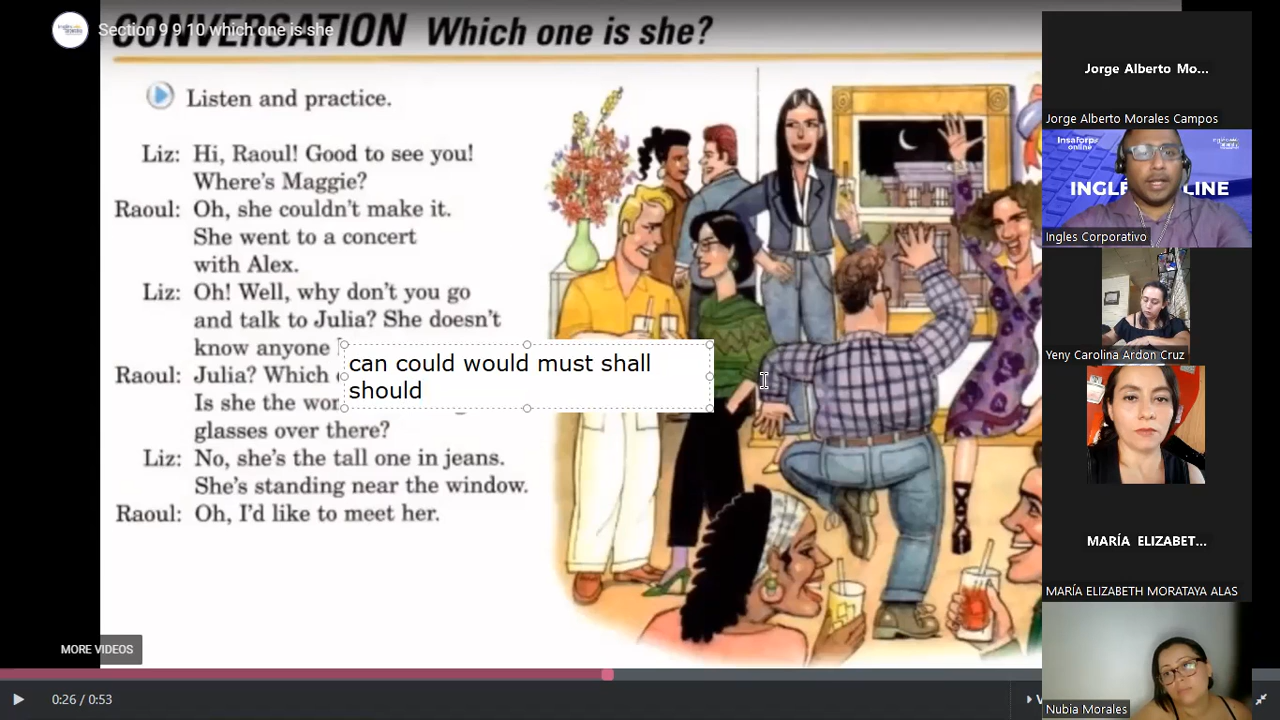 CONVERSATION Which one is she?
Section 9 9 10 which one is she
Listen and practice.
Liz: Hi, Raoul! Good to see you!
Where's Maggie?
Raoul: Oh, she couldn't make it.
She went to a concert
with Alex.
Liz: Oh! Well, why don't you go
and talk to Julia? She doesn't
know anyone
Raoul: Julia? Which
Is she the
glasses over there?
Liz: No, she's the tall one in jeans.
She's standing near the window.
Raoul: Oh, I'd like to meet her.
can could would must shall
should
MORE VIDEOS
0:26 / 0:53
Jorge Alberto Mo...
Jorge Alberto Morales Campos
Insaforp
online
INGL LINE
Ingles Corporativo
Yeny Carolina Ardon Cruz
MARÍA ELIZABET...
MARÍA ELIZABETH MORATAYA ALAS
Nubia Morales